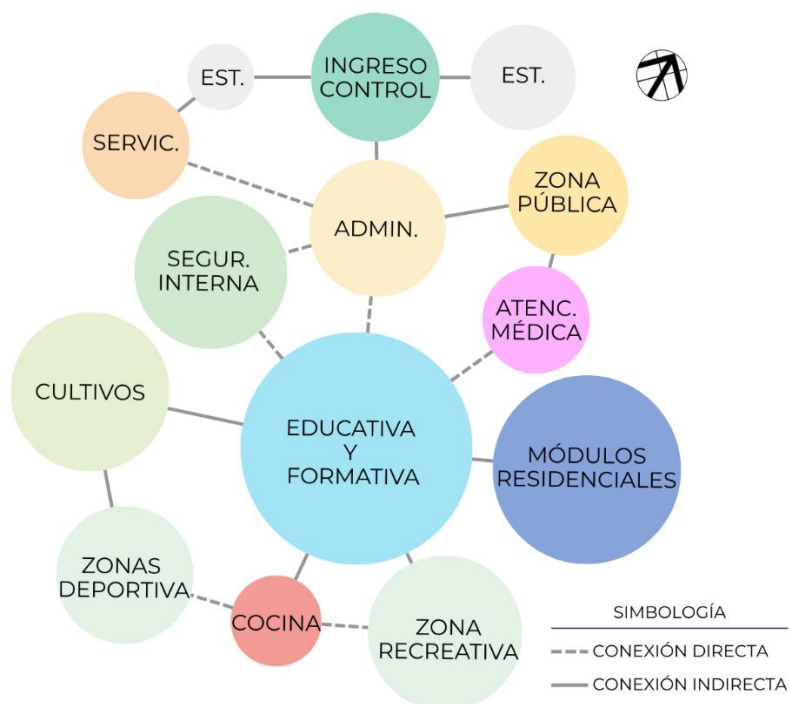 EST.
INGRESO
CONTROL
EST.
SERVIC.
ZONA
PÚBLICA
ADMIN.
SEGUR.
INTERNA
ATENC.
MÉDICA
CULTIVOS
EDUCATIVA
Y
FORMATIVA
MÓDULOS
RESIDENCIALES
ZONAS
DEPORTIVA
COCINA
ZONA
RECREATIVA
SIMBOLOGÍA
CONEXIÓN DIRECTA
CONEXIÓN INDIRECTA